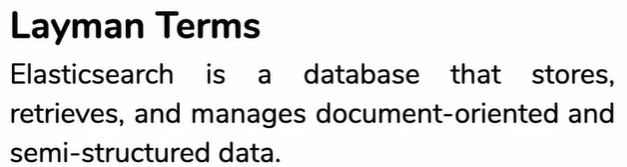 Layman Terms
Elasticsearch is a database that stores,
retrieves, and manages document-oriented and
semi-structured data.